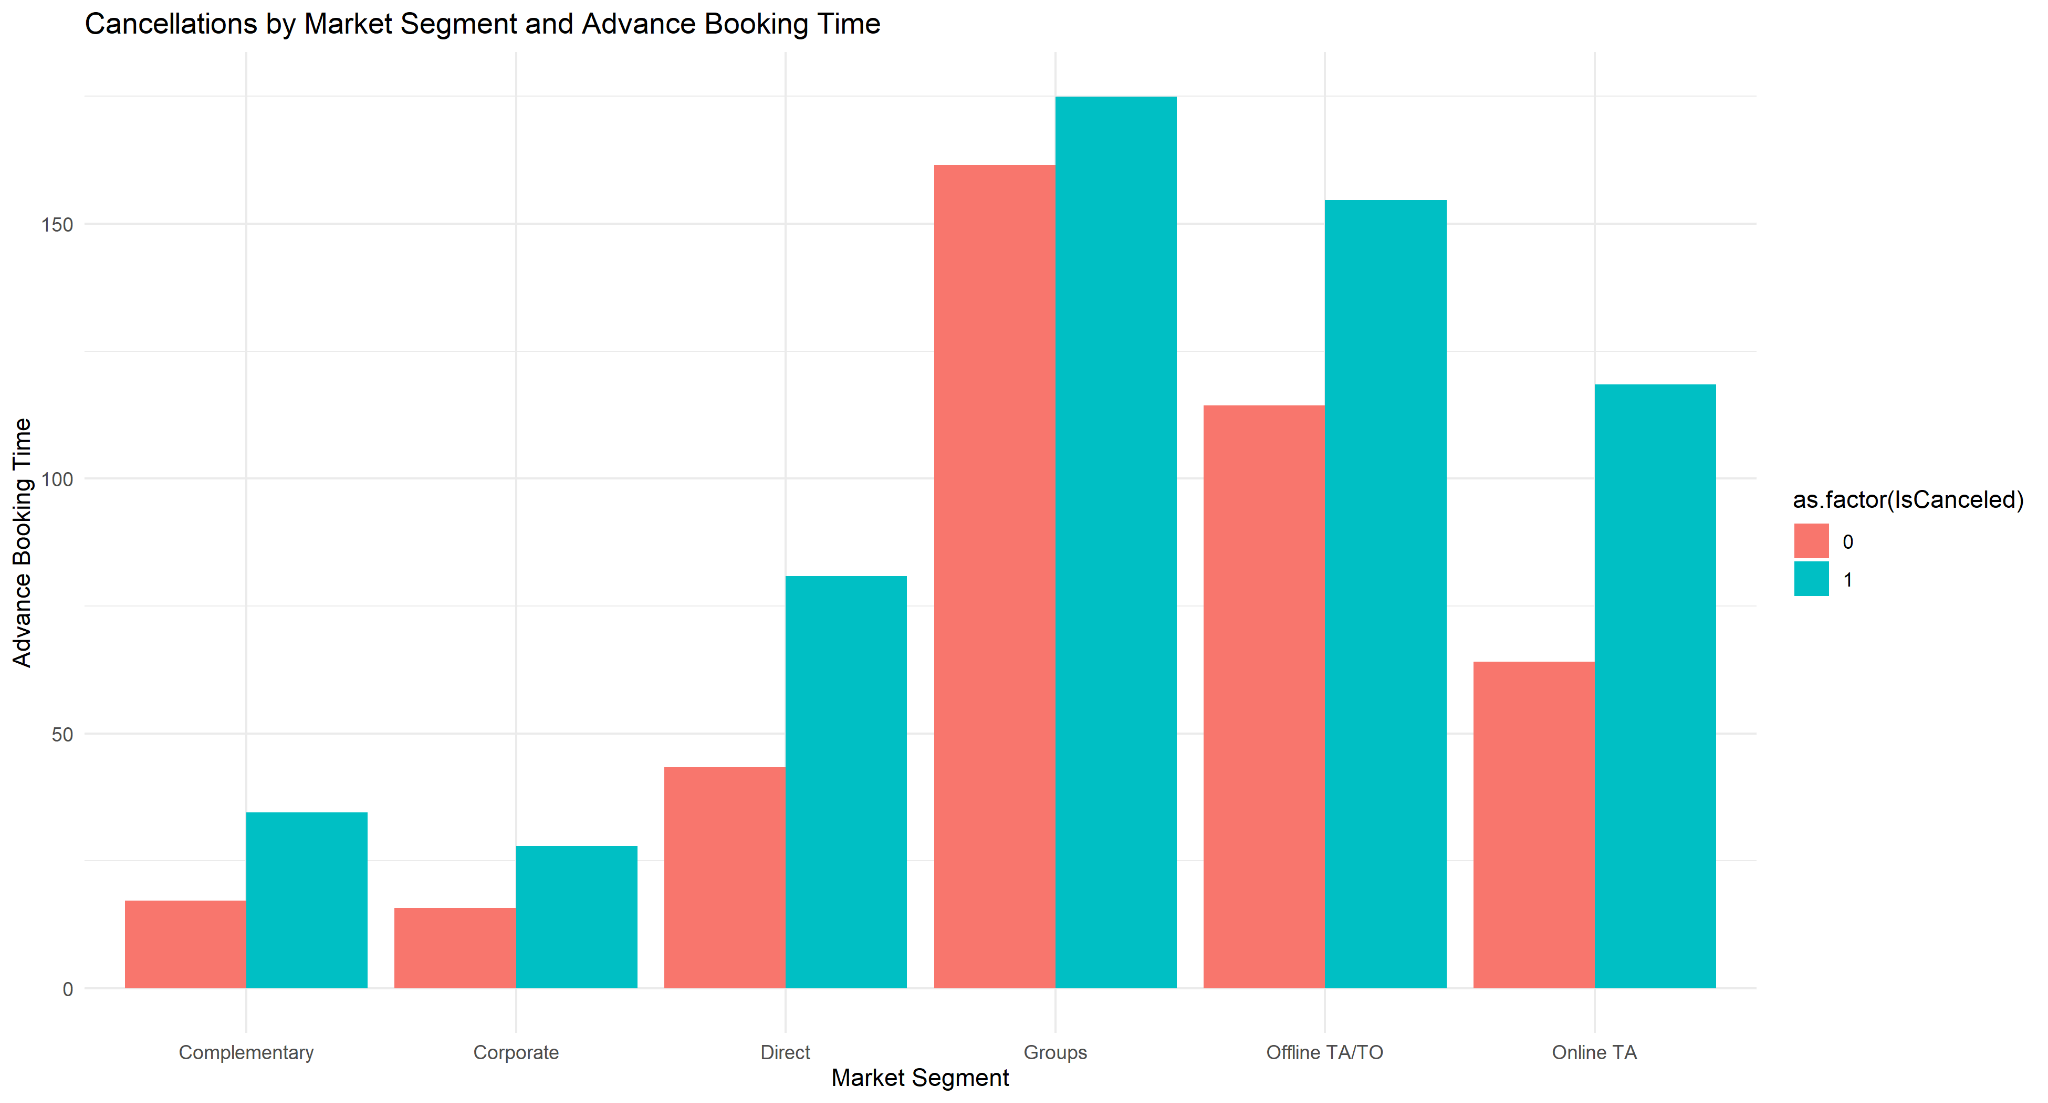 Cancellations by Market Segment and Advance Booking Time
Advance Booking Time
150
100
50
0
Complementary
Corporate
Direct
Groups
Offline TA/TO
Online TA
Market Segment
as.factor(IsCanceled)
0
1